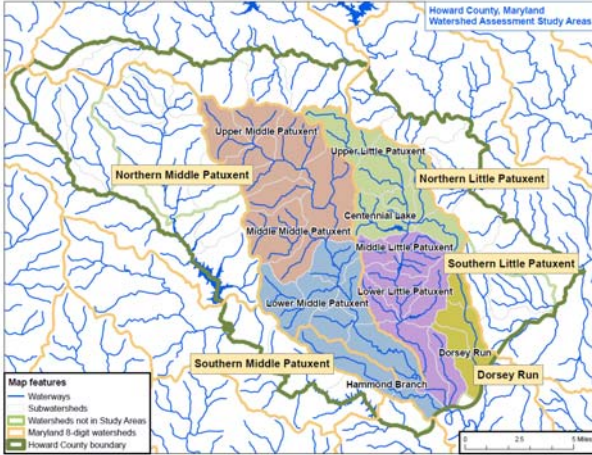 Howard County, Maryland
Watershed Assessment Study Areas
Upper Middle Patuxent
Upper Little Patuxent
Northern Middle Patuxent
Northern Little Patuxent
Centennial Lake
Middle Middle Patuxent
Middle Little Patuxent
Southern Little Patuxent
Lower Little Patuxent
Lower Middle Patuxent
Dorsey Run
Southern Middle Patuxent
Dorsey Run
Hammond Branch
Map features
Waterways
Subwatersheds
Watersheds not in Study Areas
Maryland 8-digit watersheds
Howard County boundary
0 2.5 5 Miles